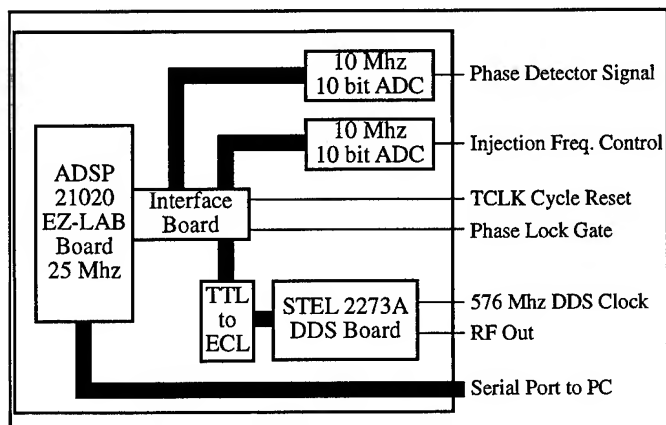 10 Mhz
10 bit ADC
Phase Detector Signal
10 Mhz
10 bit ADC
Injection Freq. Control
ADSP
21020
EZ-LAB
Board
25 Mhz
Interface
Board
TCLK Cycle Reset
Phase Lock Gate
TTL
to
ECL
STEL 2273A
DDS Board
576 Mhz DDS Clock
RF Out
Serial Port to PC